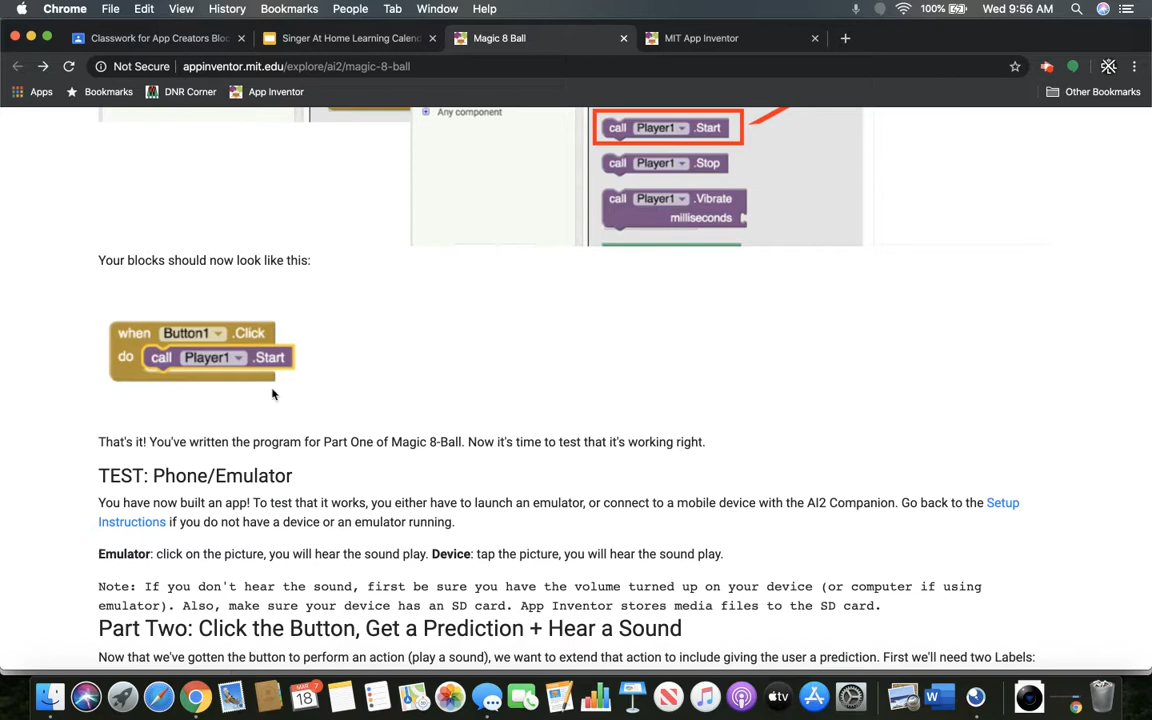 Chrome File Edit View History Bookmarks People Tab Window Help 100% Wed 9:56 AM
Classwork for App Creators Bloc Singer At Home Learning Calend Magic 8 Ball MIT App Inventor
Not Secure appinventor.mit.edu/explore/ai2/magic-8-ball
Apps Bookmarks DNR Corner App Inventor Other Bookmarks
Any component
call Player1 .Start
call Player1 .Stop
call Player1 .Vibrate
milliseconds
Your blocks should now look like this:
when Button1 .Click
do call Player1 .Start
That's it! You've written the program for Part One of Magic 8-Ball. Now it's time to test that it's working right.
TEST: Phone/Emulator
You have now built an app! To test that it works, you either have to launch an emulator, or connect to a mobile device with the AI2 Companion. Go back to the Setup
Instructions if you do not have a device or an emulator running.
Emulator: click on the picture, you will hear the sound play. Device: tap the picture, you will hear the sound play.
Note: If you don't hear the sound, first be sure you have the volume turned up on your device (or computer if using
emulator). Also, make sure your device has an SD card. App Inventor stores media files to the SD card.
Part Two: Click the Button, Get a Prediction + Hear a Sound
Now that we've gotten the button to perform an action (play a sound), we want to extend that action to include giving the user a prediction. First we'll need two Labels:
18
tv